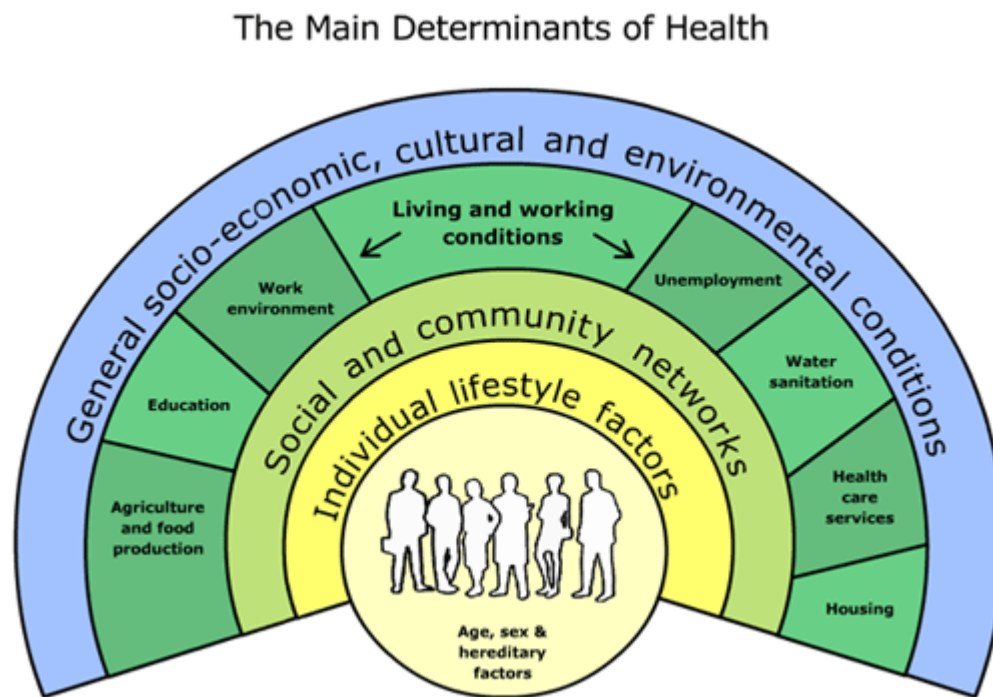 The Main Determinants of Health
General socio-economic, cultural and environmental conditions
Living and working
conditions
Work
environment
Unemployment
Education
Water
sanitation
Agriculture
and food
production
Health
care
services
Housing
Social and community networks
Individual lifestyle factors
Age, sex &
hereditary
factors